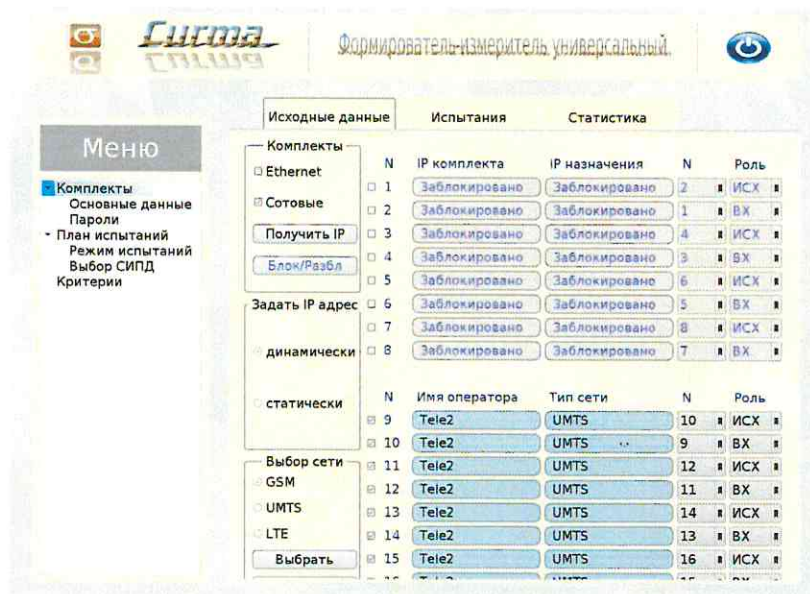 Сигма
Формирователь-измеритель универсальный
Исходные данные Испытания Статистика
Меню
Комплекты
Основные данные
Пароли
План испытаний
Режим испытаний
Выбор СИПД
Критерии
Комплекты
Ethernet
Сотовые
Получить IP
Блок/Разбл
Задать IP адрес
динамически
статически
Выбор сети
GSM
UMTS
LTE
Выбрать
N IP комплекта IP назначения N Роль
1 Заблокировано Заблокировано 2 ИСХ
2 Заблокировано Заблокировано 1 ВХ
3 Заблокировано Заблокировано 4 ИСХ
4 Заблокировано Заблокировано 3 ВХ
5 Заблокировано Заблокировано 6 ИСХ
6 Заблокировано Заблокировано 5 ВХ
7 Заблокировано Заблокировано 8 ИСХ
8 Заблокировано Заблокировано 7 ВХ
N Имя оператора Тип сети N Роль
9 Tele2 UMTS 10 ИСХ
10 Tele2 UMTS 9 ВХ
11 Tele2 UMTS 12 ИСХ
12 Tele2 UMTS 11 ВХ
13 Tele2 UMTS 14 ИСХ
14 Tele2 UMTS 13 ВХ
15 Tele2 UMTS 16 ИСХ